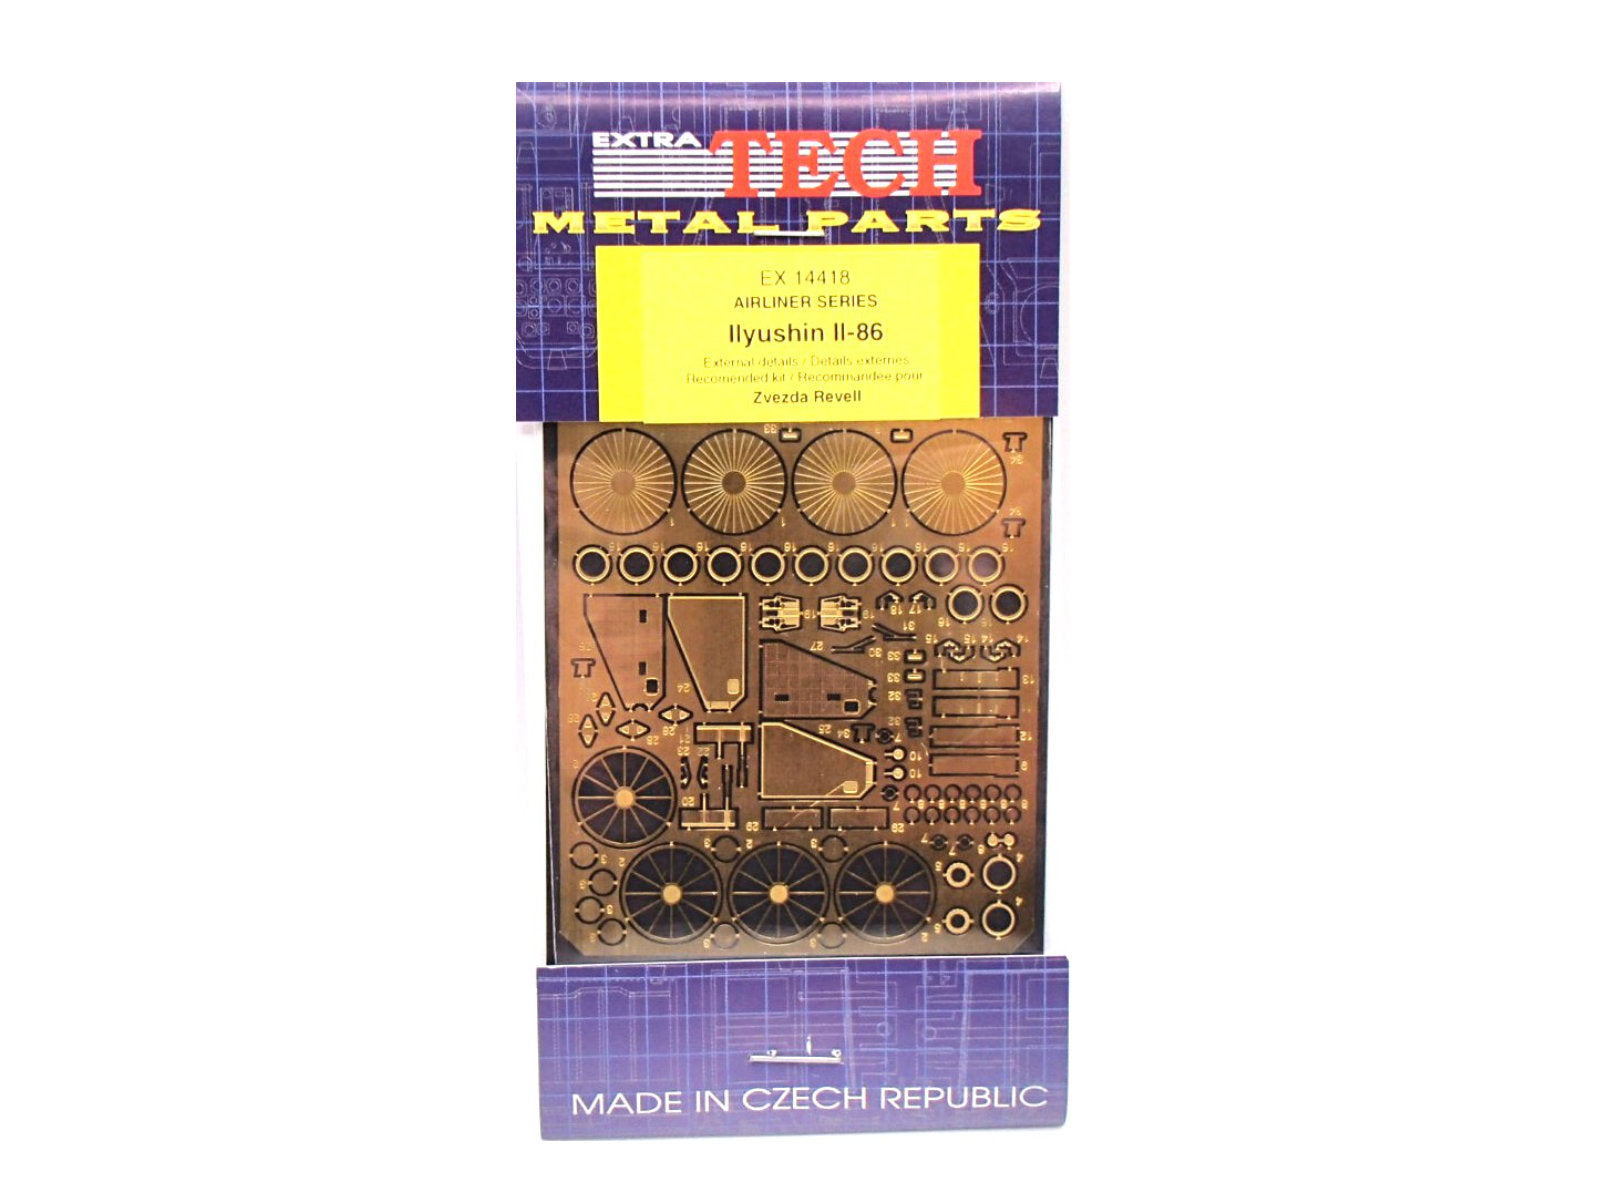 EXTRA TECH
METAL PARTS
EX 14418
AIRLINER SERIES
Ilyushin Il-86
External details / Details externes
Recomended kit / Recommandée pour
Zvezda Revell
MADE IN CZECH REPUBLIC